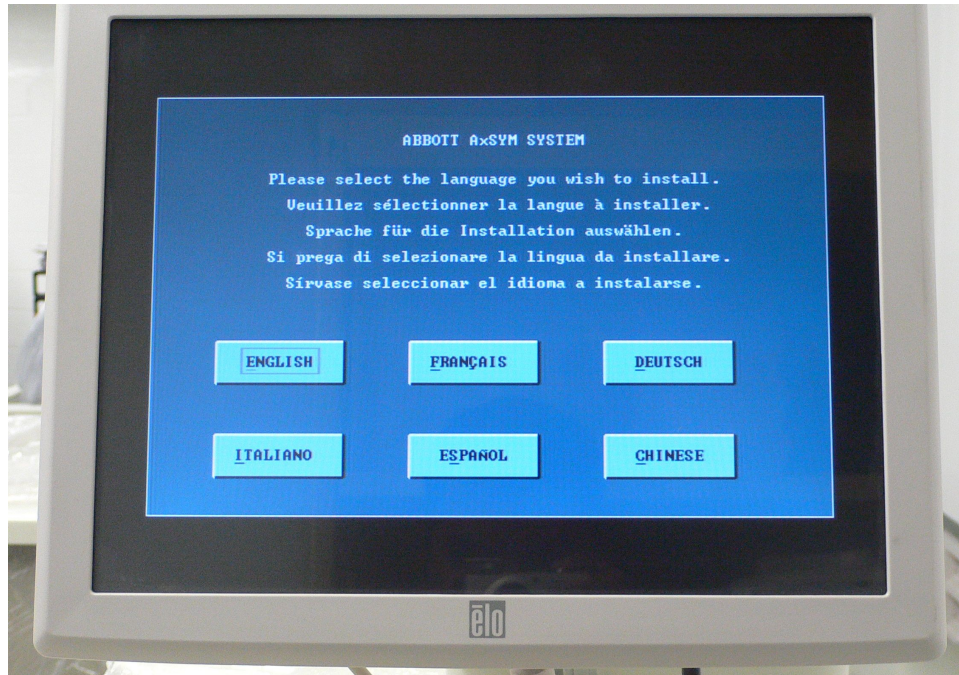 ABBOTT AxSYM SYSTEM
Please select the language you wish to install.
Veuillez sélectionner la langue à installer.
Sprache für die Installation auswählen.
Si prega di selezionare la lingua da installare.
Sírvase seleccionar el idioma a instalarse.
ENGLISH FRANÇAIS DEUTSCH
ITALIANO ESPAÑOL CHINESE
ēlo